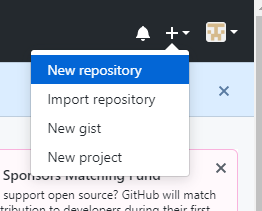 New repository
Import repository
New gist
New project
Sponsors Matching Fund
support open source? GitHub will match
tribution to developers during their first